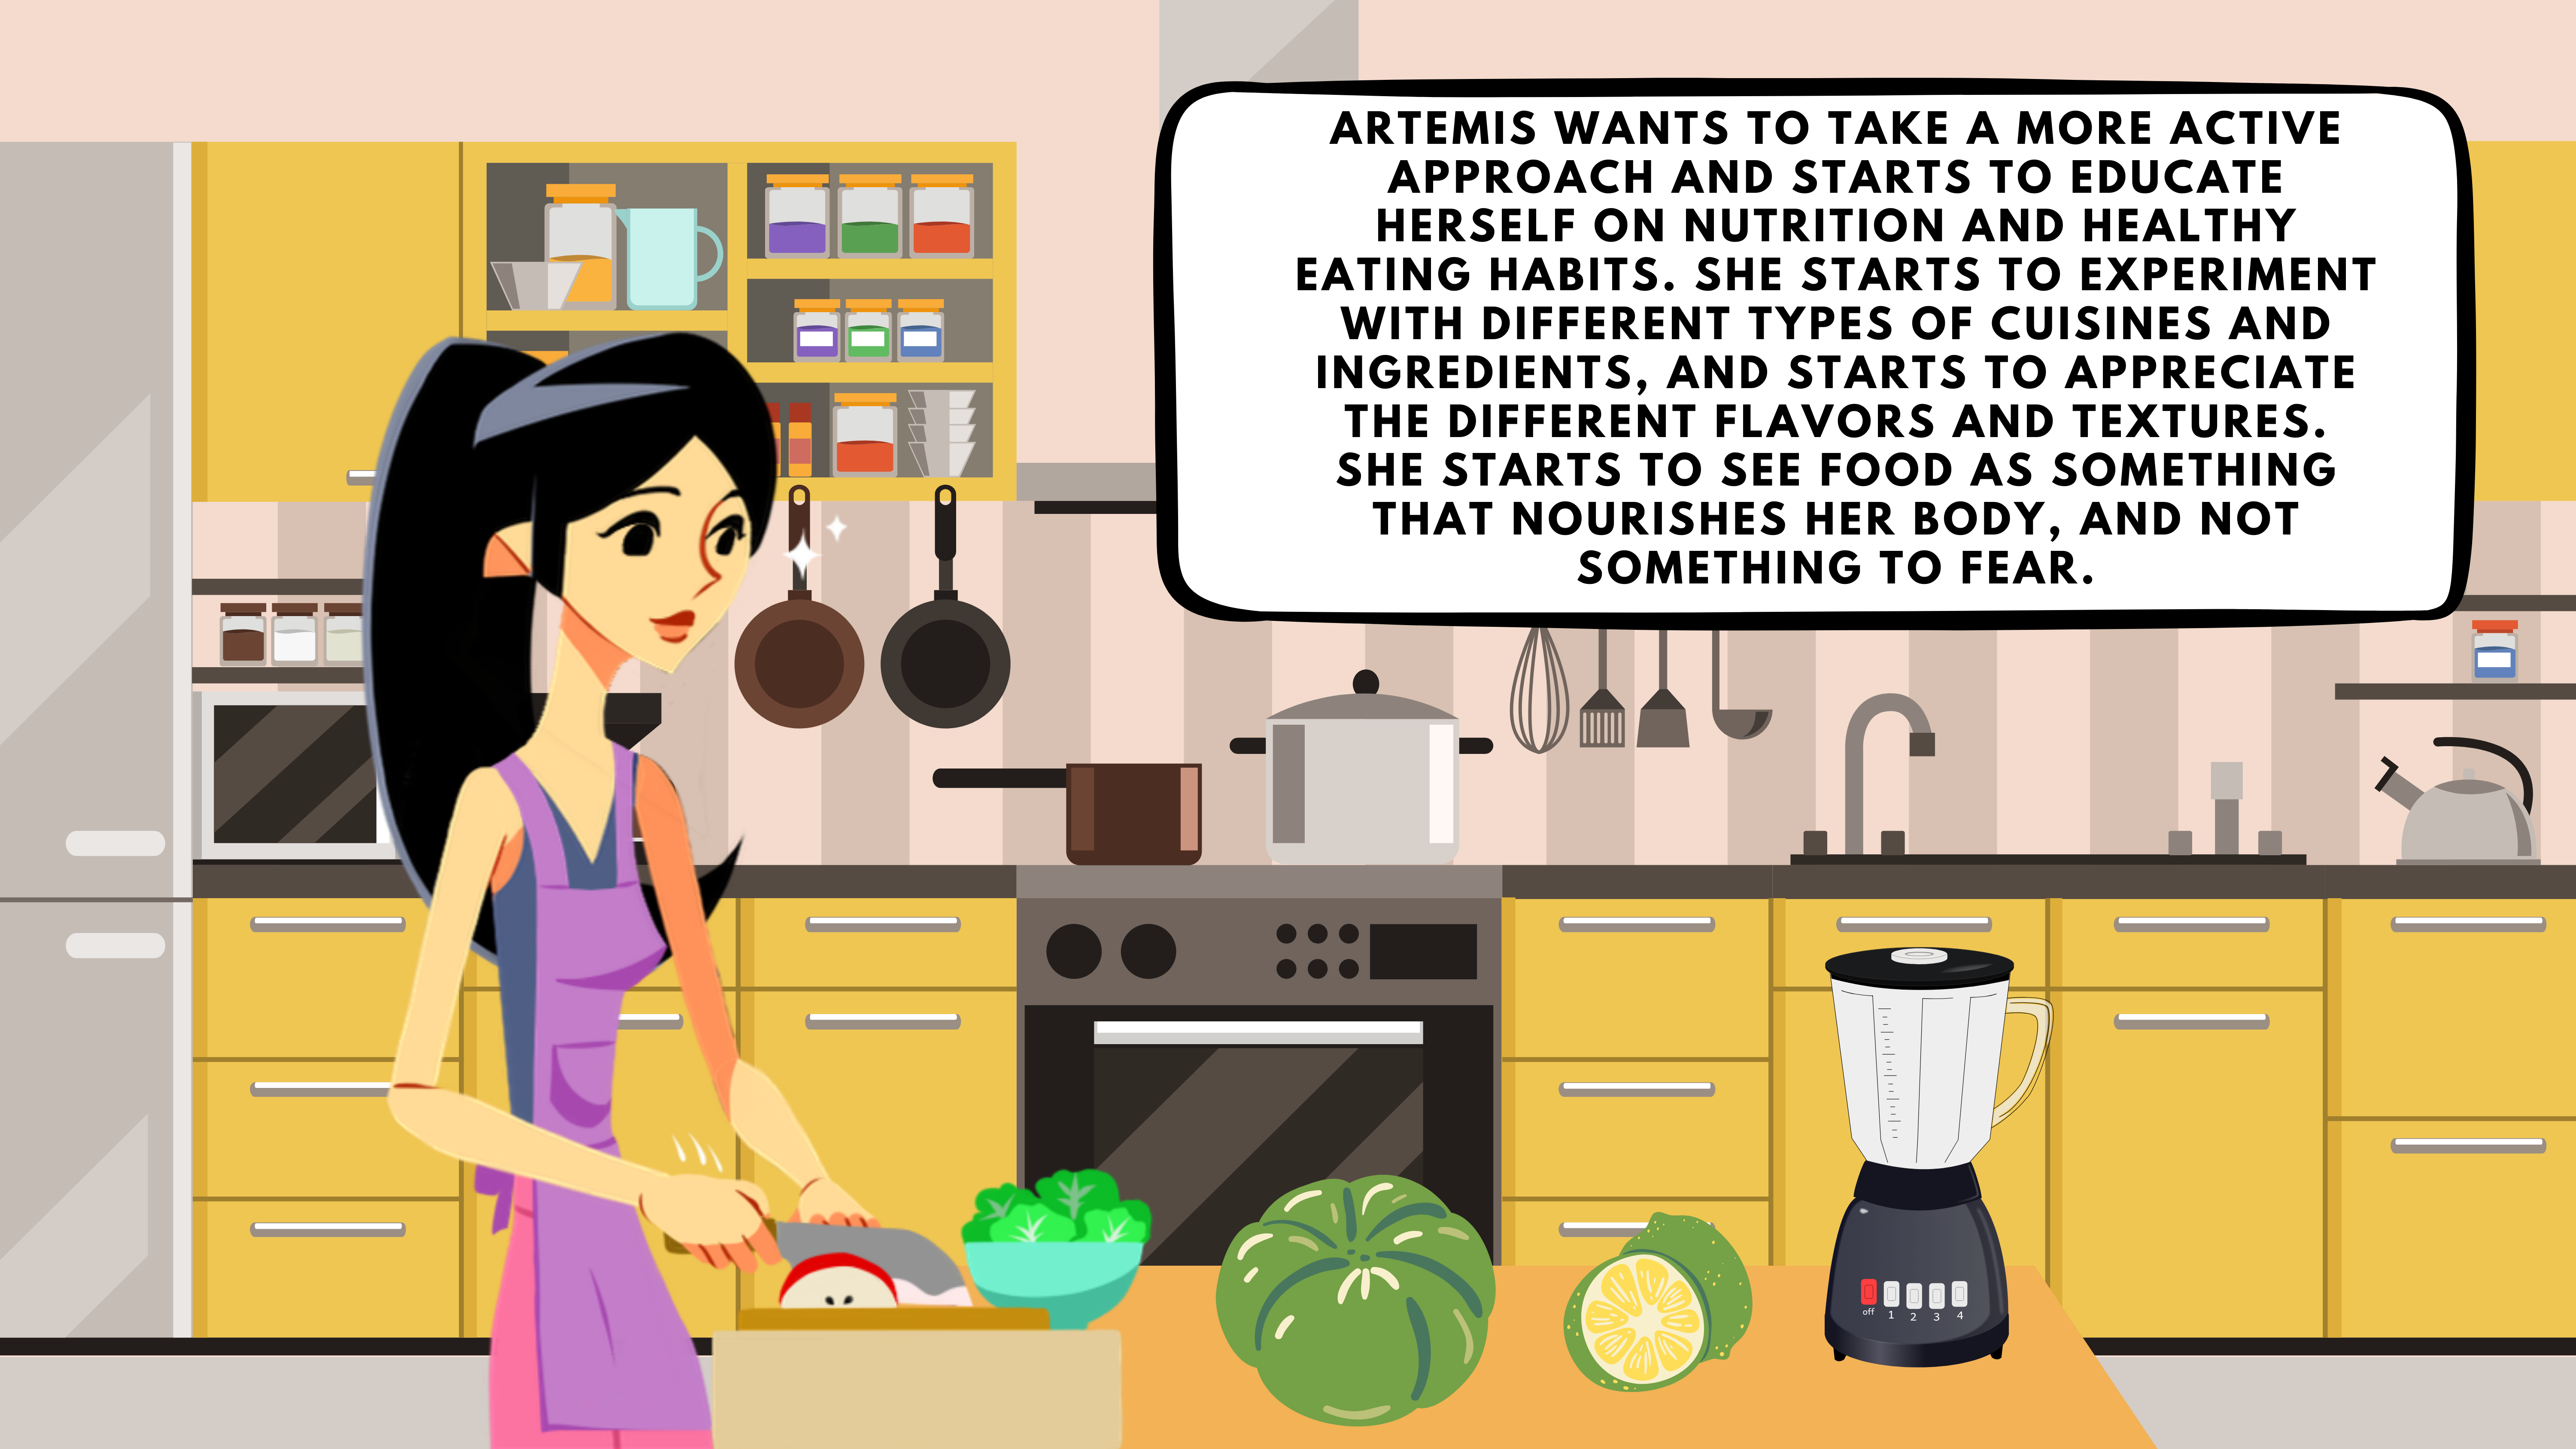 ARTEMIS WANTS TO TAKE A MORE ACTIVE
APPROACH AND STARTS TO EDUCATE
HERSELF ON NUTRITION AND HEALTHY
EATING HABITS. SHE STARTS TO EXPERIMENT
WITH DIFFERENT TYPES OF CUISINES AND
INGREDIENTS, AND STARTS TO APPRECIATE
THE DIFFERENT FLAVORS AND TEXTURES.
SHE STARTS TO SEE FOOD AS SOMETHING
THAT NOURISHES HER BODY, AND NOT
SOMETHING TO FEAR.
off 1 2 3 4